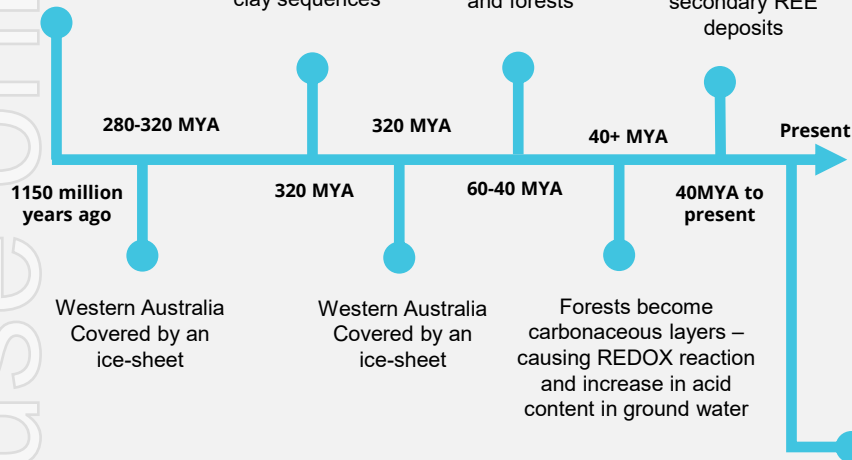 clay sequences
and forests
secondary REE
deposits
280-320 MYA
320 MYA
40+ MYA
Present
1150 million
years ago
320 MYA
60-40 MYA
40MYA to
present
Western Australia
Covered by an
ice-sheet
Western Australia
Covered by an
ice-sheet
Forests become
carbonaceous layers –
causing REDOX reaction
and increase in acid
content in ground water